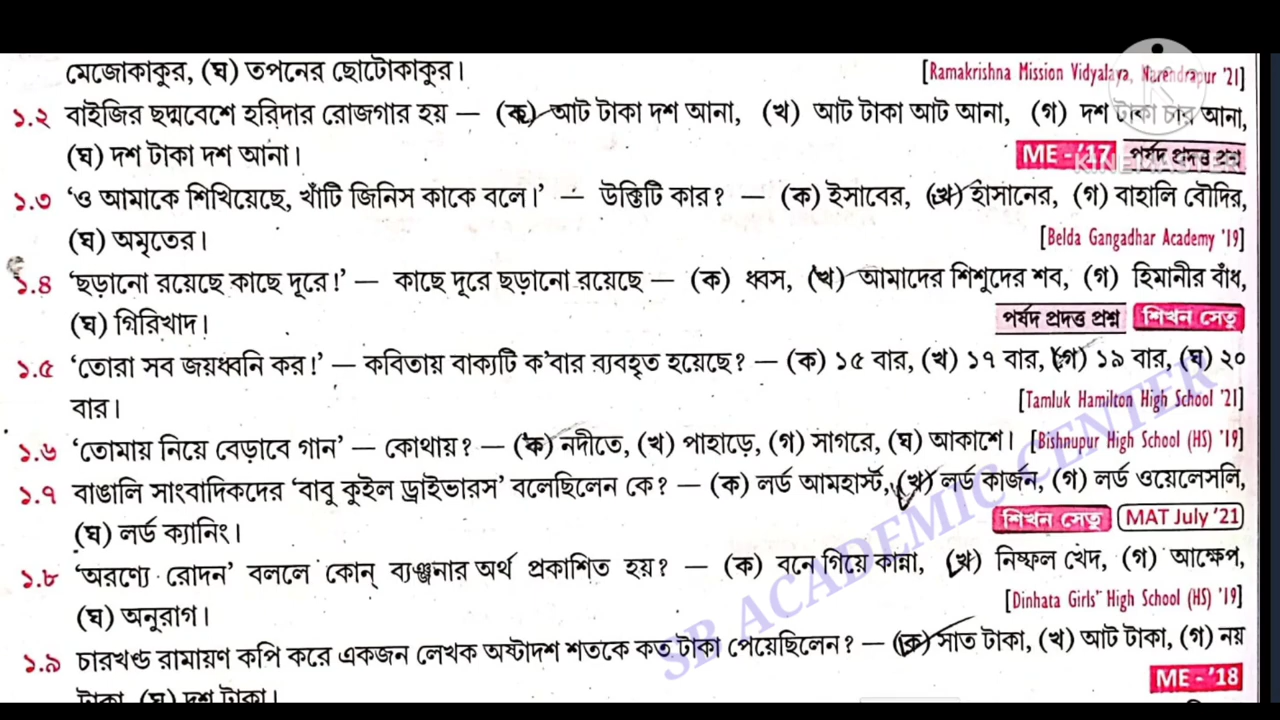 মেজোকাকুর, (ঘ) তপনের ছোটোকাকুর। [Ramakrishna Mission Vidyalaya, Narendrapur '21]
১.২ বাইজির ছদ্মবেশে হরিদার রোজগার হয় — (ক) আট টাকা দশ আনা, (খ) আট টাকা আট আনা, (গ) দশ টাকা চার আনা,
(ঘ) দশ টাকা দশ আনা। ME - '17 পর্ষদ প্রদত্ত প্রশ্ন
KINEMASTER
১.৩ 'ও আমাকে শিখিয়েছে, খাঁটি জিনিস কাকে বলে।' — উক্তিটি কার? — (ক) ইসাবের, (খ) হাসানের, (গ) বাহালি বৌদির,
(ঘ) অমৃতের। [Belda Gangadhar Academy '19]
১.৪ 'ছড়ানো রয়েছে কাছে দূরে!' — কাছে দূরে ছড়ানো রয়েছে — (ক) ধ্বস, (খ) আমাদের শিশুদের শব, (গ) হিমানীর বাঁধ,
(ঘ) গিরিখাদ। পর্ষদ প্রদত্ত প্রশ্ন শিখন সেতু
১.৫ 'তোরা সব জয়ধ্বনি কর!' — কবিতায় বাক্যটি ক'বার ব্যবহৃত হয়েছে? — (ক) ১৫ বার, (খ) ১৭ বার, (গ) ১৯ বার, (ঘ) ২০
বার। [Tamluk Hamilton High School '21]
১.৬ 'তোমায় নিয়ে বেড়াবে গান' — কোথায়? — (ক) নদীতে, (খ) পাহাড়ে, (গ) সাগরে, (ঘ) আকাশে। [Bishnupur High School (HS) '19]
১.৭ বাঙালি সাংবাদিকদের 'বাবু কুইল ড্রাইভারস' বলেছিলেন কে? — (ক) লর্ড আমহার্স্ট, (খ) লর্ড কার্জন, (গ) লর্ড ওয়েলেসলি,
(ঘ) লর্ড ক্যানিং। শিখন সেতু MAT July '21
১.৮ 'অরণ্যে রোদন' বললে কোন্ ব্যঞ্জনার অর্থ প্রকাশিত হয়? — (ক) বনে গিয়ে কান্না, (খ) নিষ্ফল খেদ, (গ) আক্ষেপ,
(ঘ) অনুরাগ। [Dinhata Girls' High School (HS) '19]
১.৯ চারখণ্ড রামায়ণ কপি করে একজন লেখক অষ্টাদশ শতকে কত টাকা পেয়েছিলেন? — (ক) সাত টাকা, (খ) আট টাকা, (গ) নয়
টাকা, (ঘ) দশ টাকা। ME - '18
SB ACADEMIC CENTER